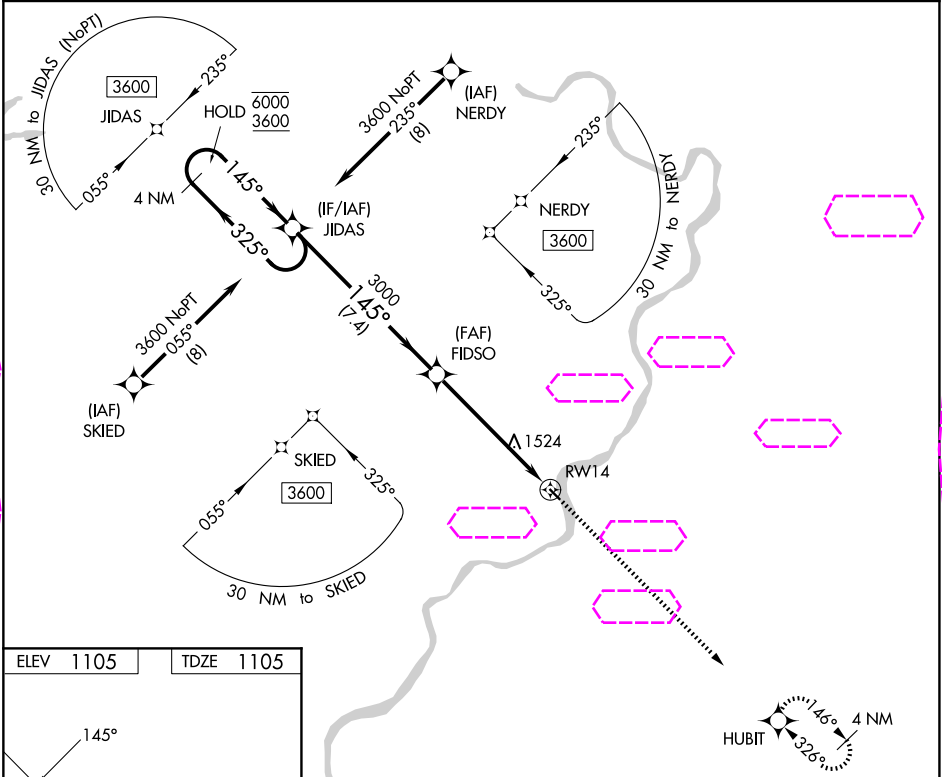 30 NM to JIDAS (NoPT)
3600
JIDAS
235°
055°
HOLD
6000
3600
4 NM
145°
325°
(IF/IAF)
JIDAS
3600 NoPT
235°
(8)
(IAF)
NERDY
235°
NERDY
3600
325°
30 NM to NERDY
3600 NoPT
055°
(8)
(IAF)
SKIED
3000
145°
(7.4)
(FAF)
FIDSO
1524
RW14
SKIED
3600
055°
325°
30 NM to SKIED
ELEV 1105
TDZE 1105
145°
HUBIT
146°
326°
4 NM